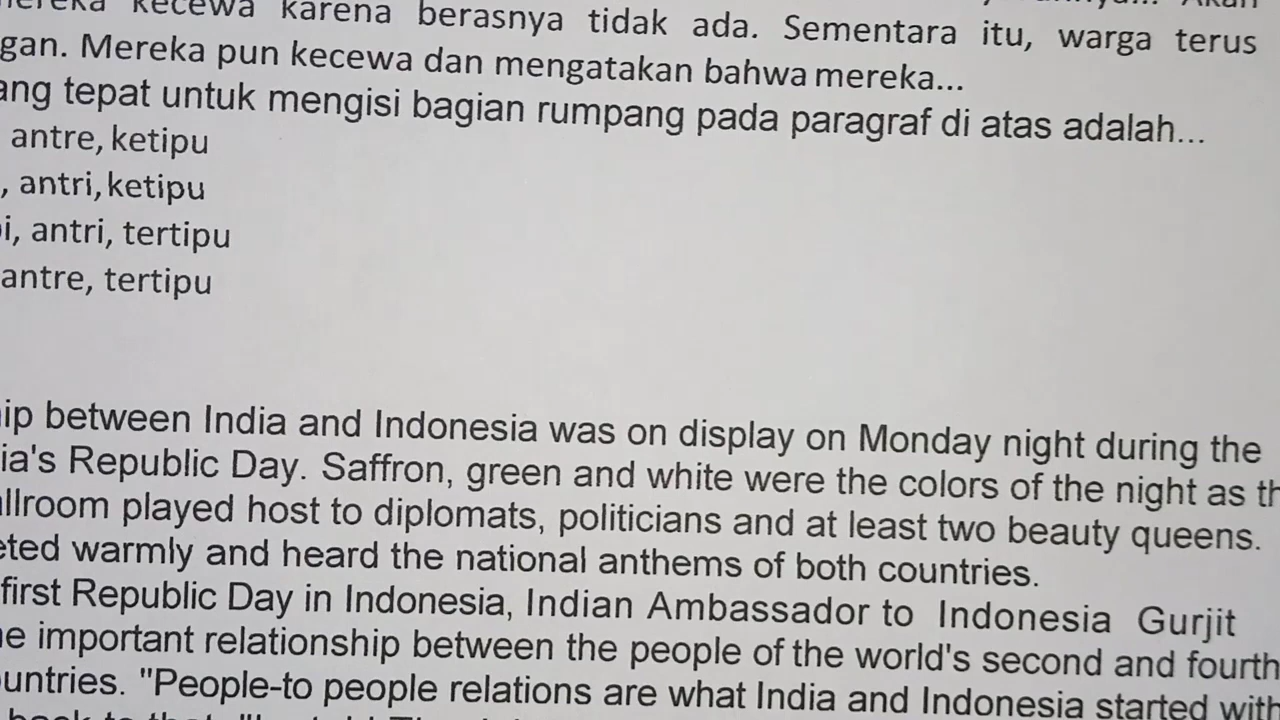 kecewa karena berasnya tidak ada. Sementara itu, warga terus
gan. Mereka pun kecewa dan mengatakan bahwa mereka...
ang tepat untuk mengisi bagian rumpang pada paragraf di atas adalah...
antre, ketipu
, antri, ketipu
i, antri, tertipu
antre, tertipu
ip between India and Indonesia was on display on Monday night during the
ia's Republic Day. Saffron, green and white were the colors of the night as th
allroom played host to diplomats, politicians and at least two beauty queens.
eted warmly and heard the national anthems of both countries.
first Republic Day in Indonesia, Indian Ambassador to Indonesia Gurjit
e important relationship between the people of the world's second and fourth
ountries. "People-to people relations are what India and Indonesia started with